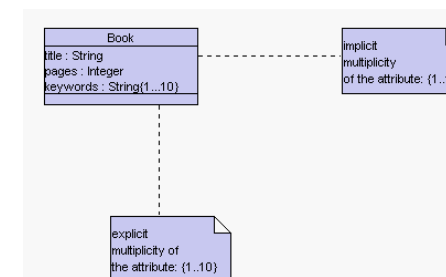 Book
title : String
pages : Integer
keywords : String{1...10}
implicit
multiplicity
of the attribute: {1..
explicit
multiplicity of
the attribute: {1..10}